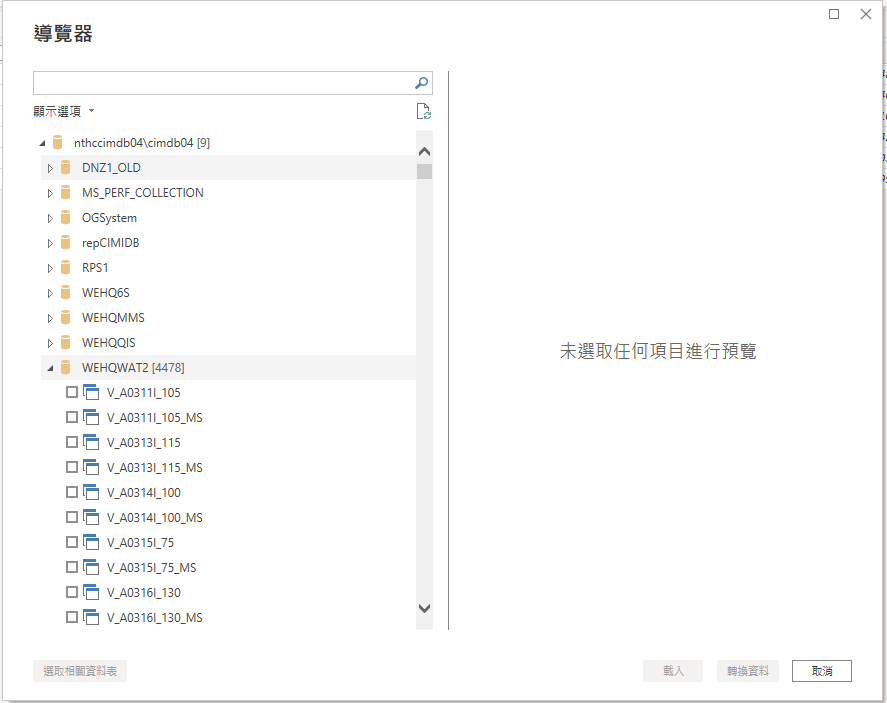 導覽器
顯示選項
nthccimdb04\cimdb04 [9]
DNZ1_OLD
MS_PERF_COLLECTION
OGSystem
repCIMIDB
RPS1
WEHQ6S
WEHQMMS
WEHQQIS
WEHQWAT2 [4478]
V_A0311I_105
V_A0311I_105_MS
V_A0313I_115
V_A0313I_115_MS
V_A0314I_100
V_A0314I_100_MS
V_A0315I_75
V_A0315I_75_MS
V_A0316I_130
V_A0316I_130_MS
未選取任何項目進行預覽
選取相關資料表
載入
轉換資料
取消